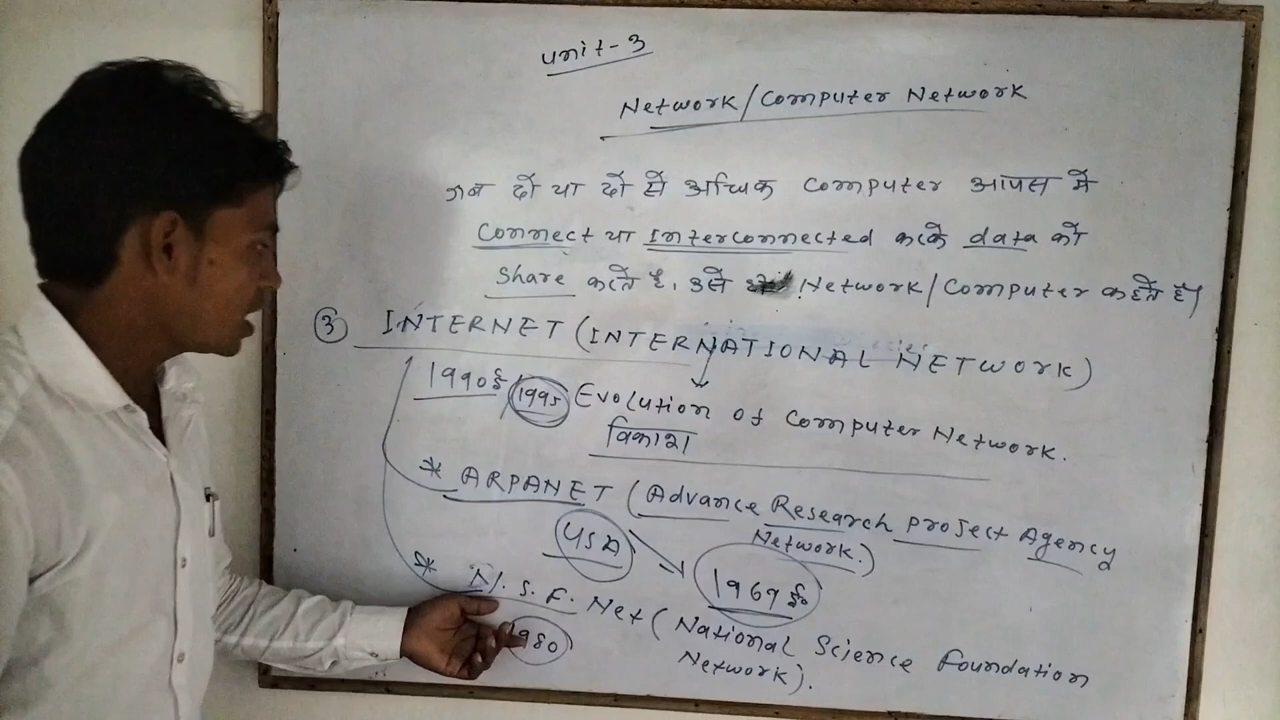 Unit-3
Network/Computer Network
जब दो या दो से अधिक Computer आपस में
Connect या Interconnected करके data को
Share करते है, उसे Network/Computer कहते है।
③ INTERNET (INTERNATIONAL NETWORK)
1990ई 1995 Evolution of Computer Network.
विकाश
* ARPANET (Advance Research Project Agency
Network.)
USA
1969 ई०
* N. S. F. Net (National Science Foundation
Network).
1980